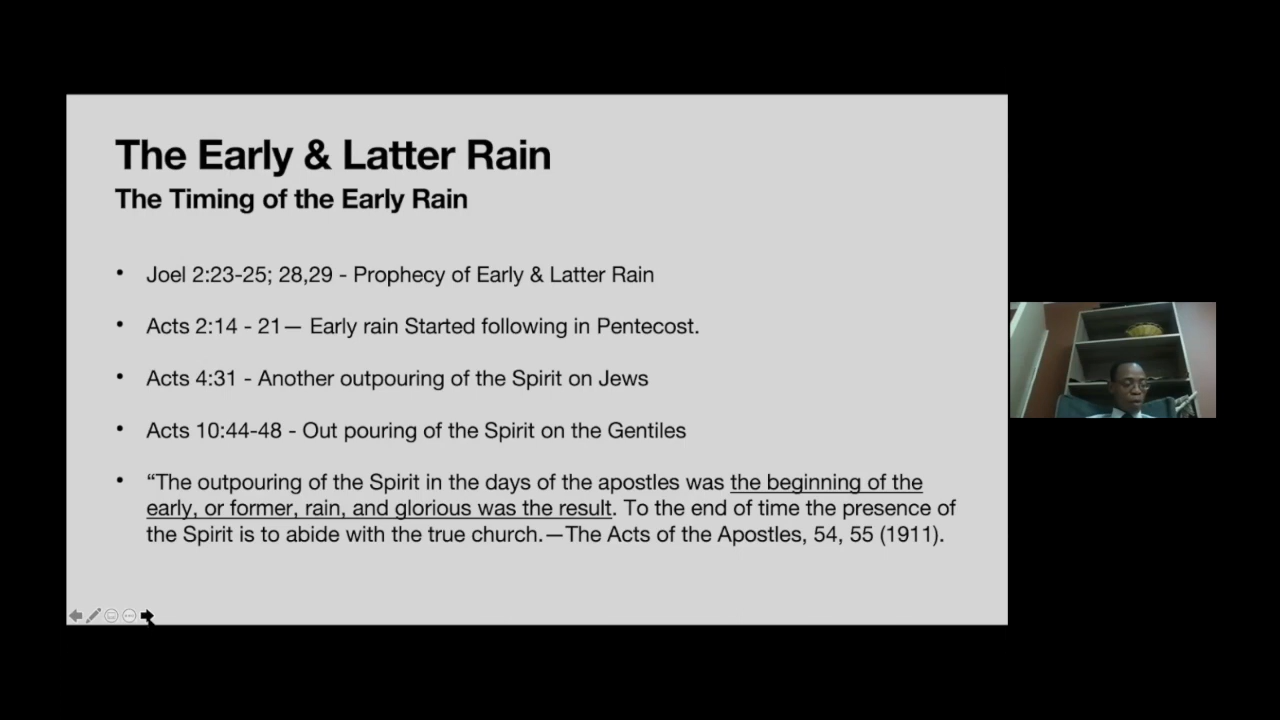 The Early & Latter Rain
The Timing of the Early Rain
• Joel 2:23-25; 28,29 - Prophecy of Early & Latter Rain
• Acts 2:14 - 21— Early rain Started following in Pentecost.
• Acts 4:31 - Another outpouring of the Spirit on Jews
• Acts 10:44-48 - Out pouring of the Spirit on the Gentiles
• “The outpouring of the Spirit in the days of the apostles was the beginning of the
early, or former, rain, and glorious was the result. To the end of time the presence of
the Spirit is to abide with the true church.—The Acts of the Apostles, 54, 55 (1911).